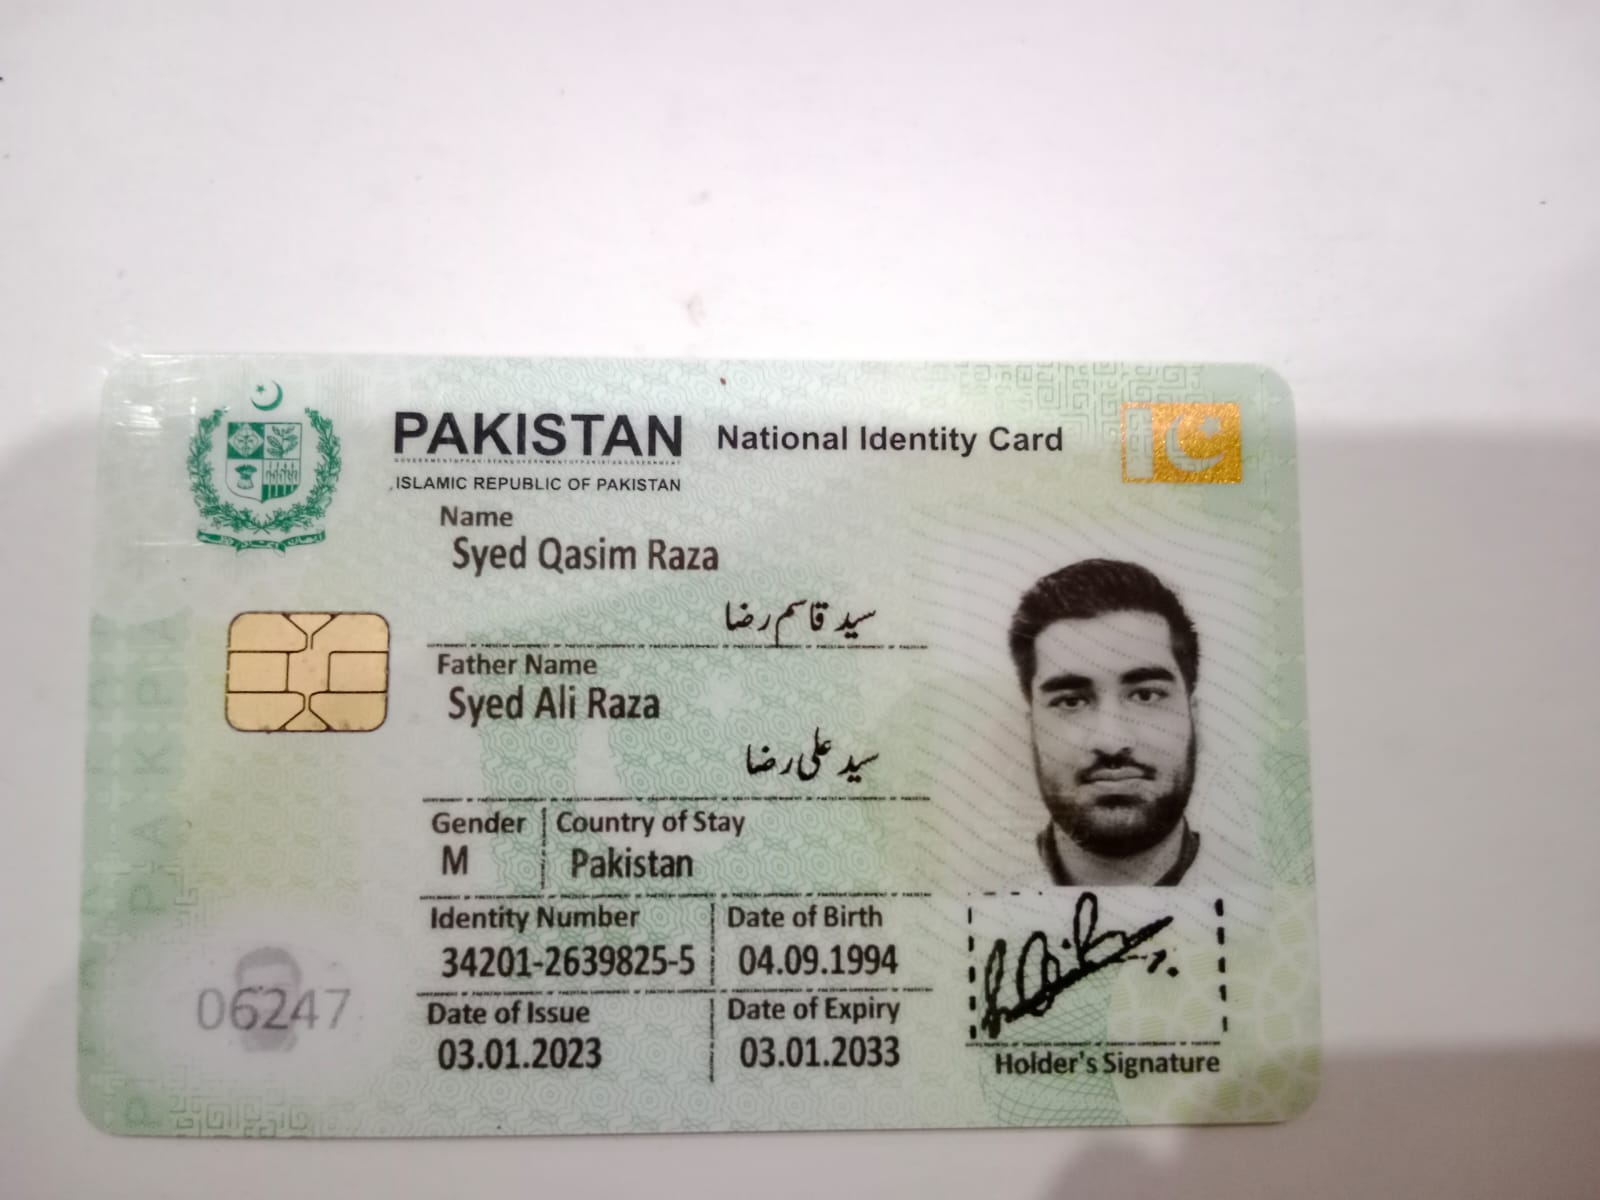 PAKISTAN National Identity Card
ISLAMIC REPUBLIC OF PAKISTAN
Name
Syed Qasim Raza
سید قاسم رضا
Father Name
Syed Ali Raza
سید علی رضا
Gender Country of Stay
M Pakistan
Identity Number Date of Birth
34201-2639825-5 04.09.1994
Date of Issue Date of Expiry
03.01.2023 03.01.2033
06247
Holder's Signature